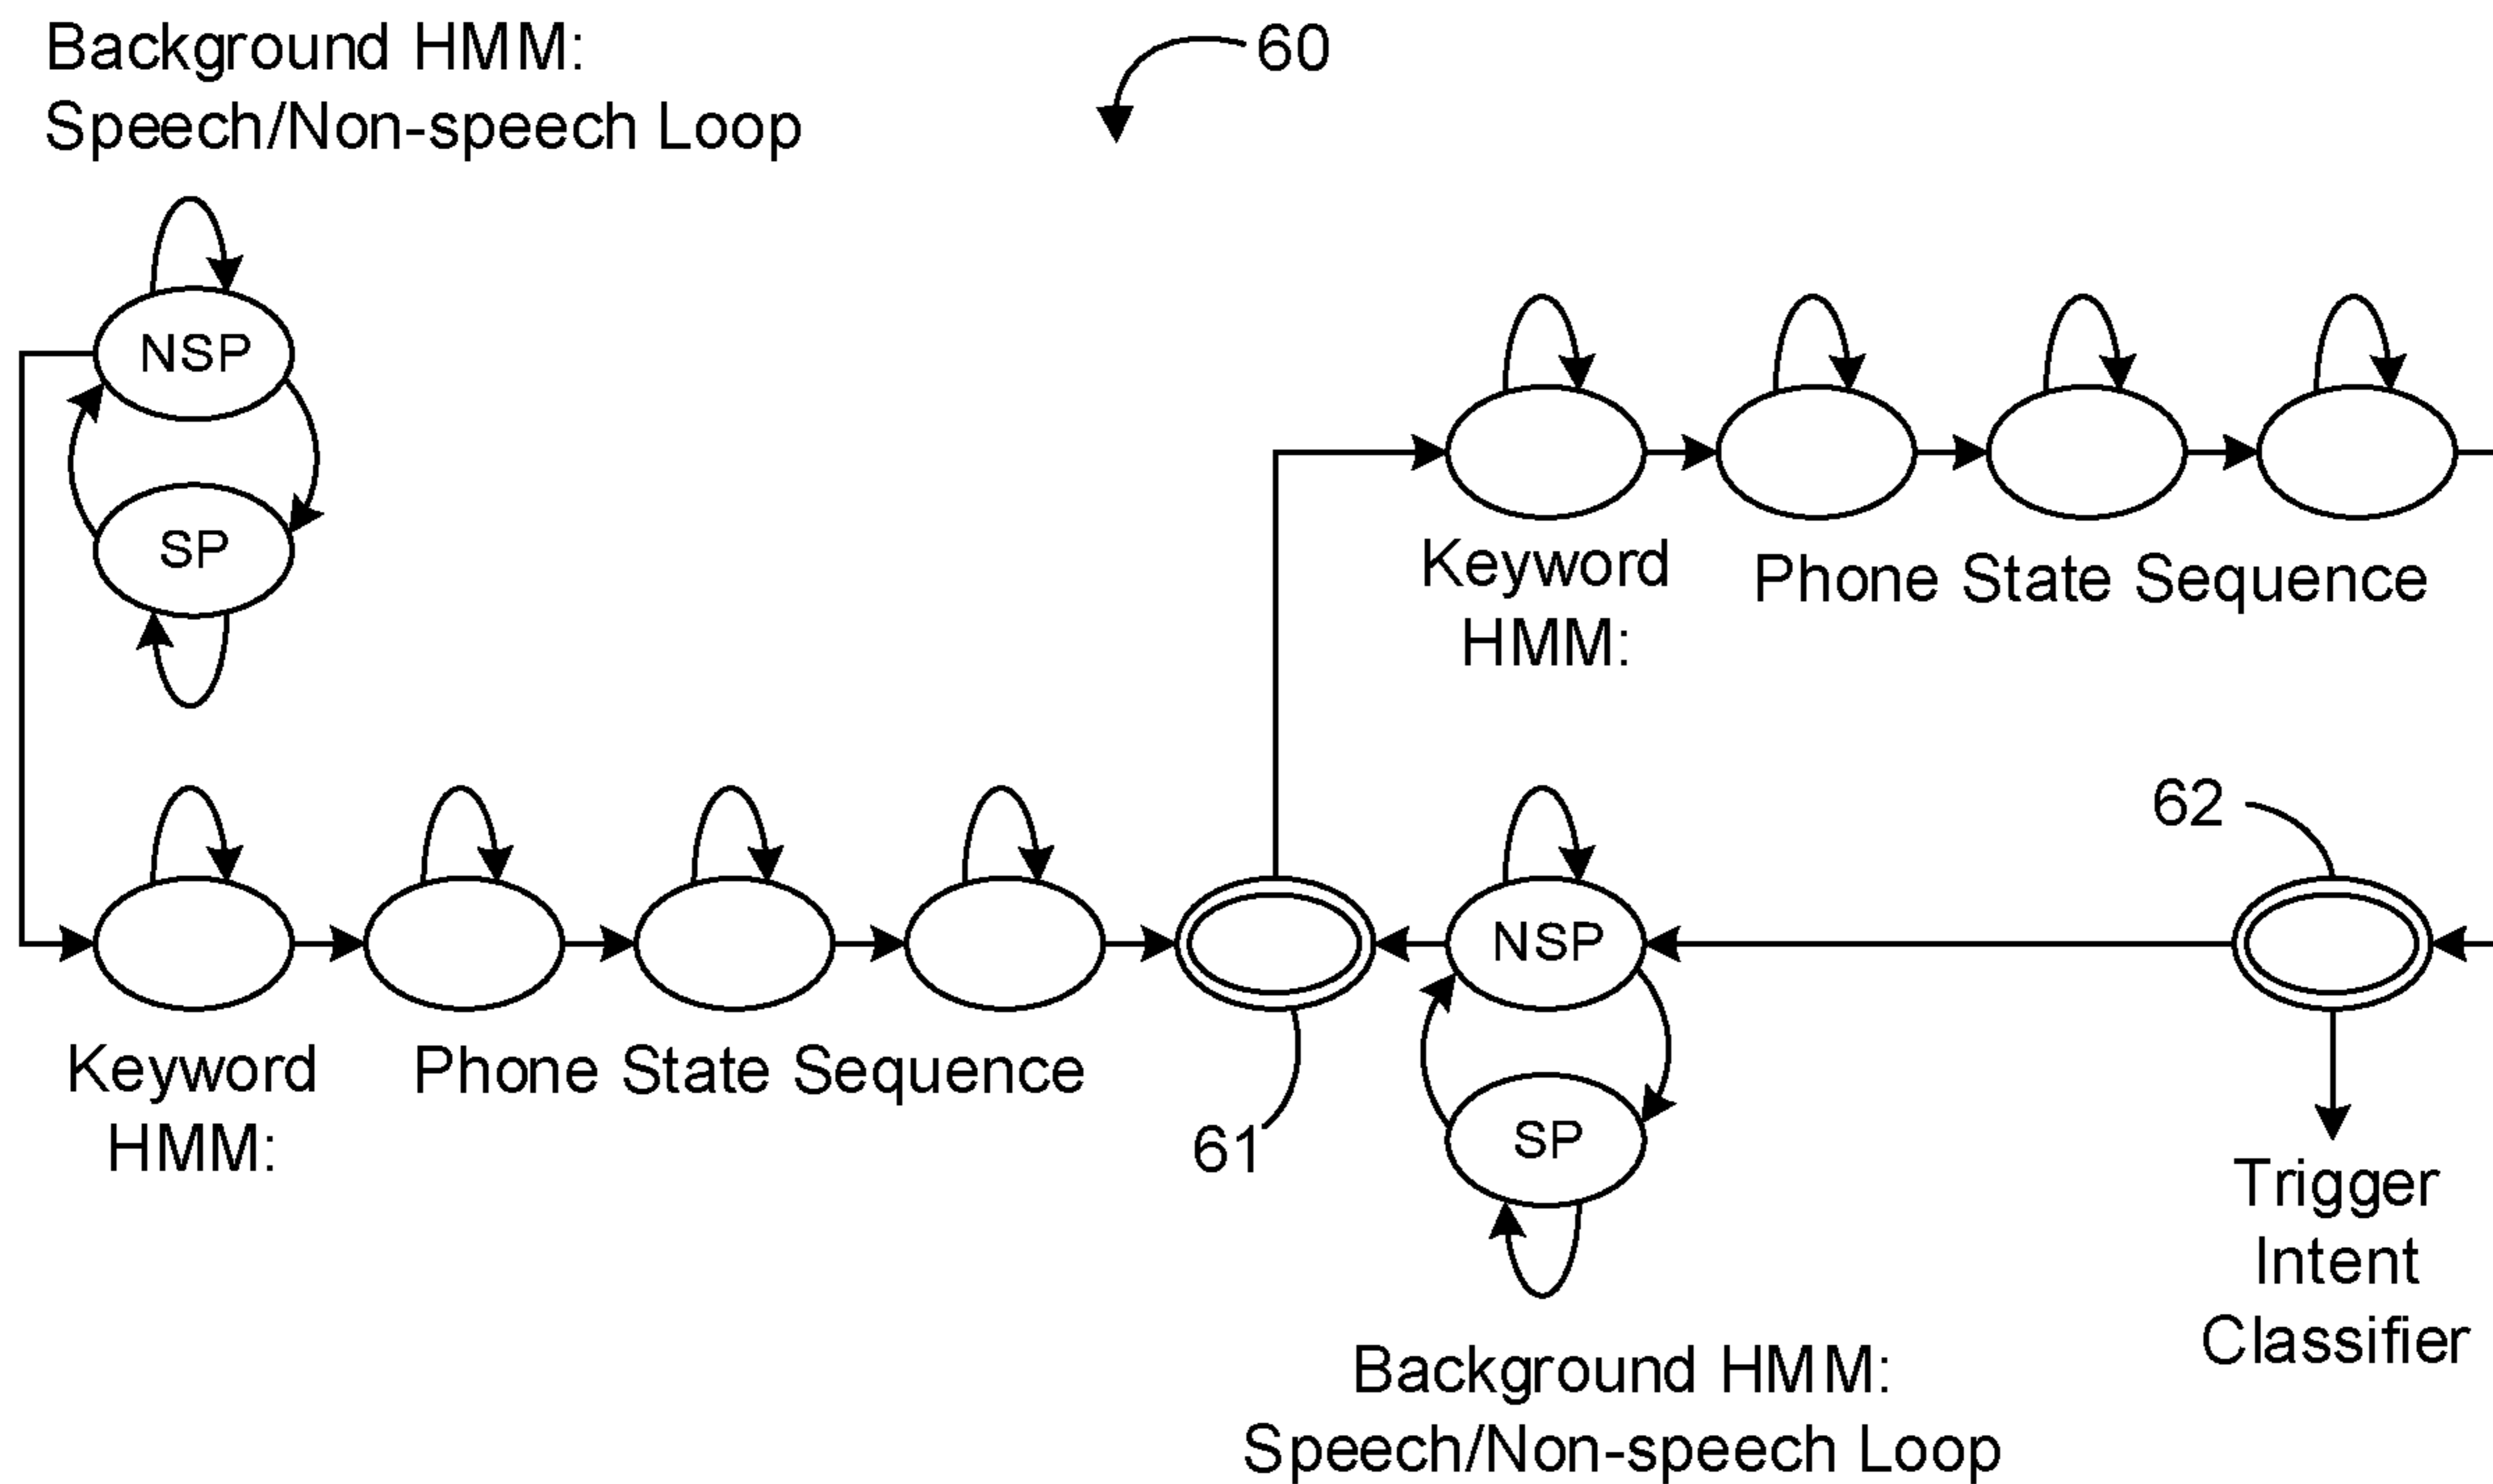 Background HMM:
Speech/Non-speech Loop
60
NSP
SP
Keyword
HMM:
Phone State Sequence
62
NSP
Keyword
HMM:
Phone State Sequence
61
SP
Trigger
Intent
Classifier
Background HMM:
Speech/Non-speech Loop